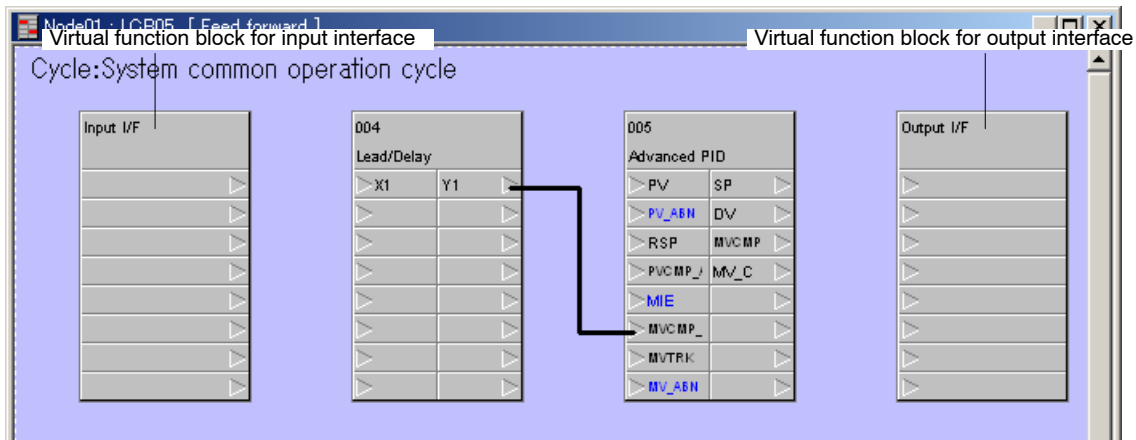 Node01 : LCB05 [ Feed forward ]
Virtual function block for input interface
Virtual function block for output interface
Cycle:System common operation cycle
Input I/F
004
Lead/Delay
X1 Y1
005
Advanced PID
PV SP
PV_ABN DV
RSP MVCMP
PVCMP_/ MV_C
MIE
MVCMP_
MVTRK
MV_ABN
Output I/F